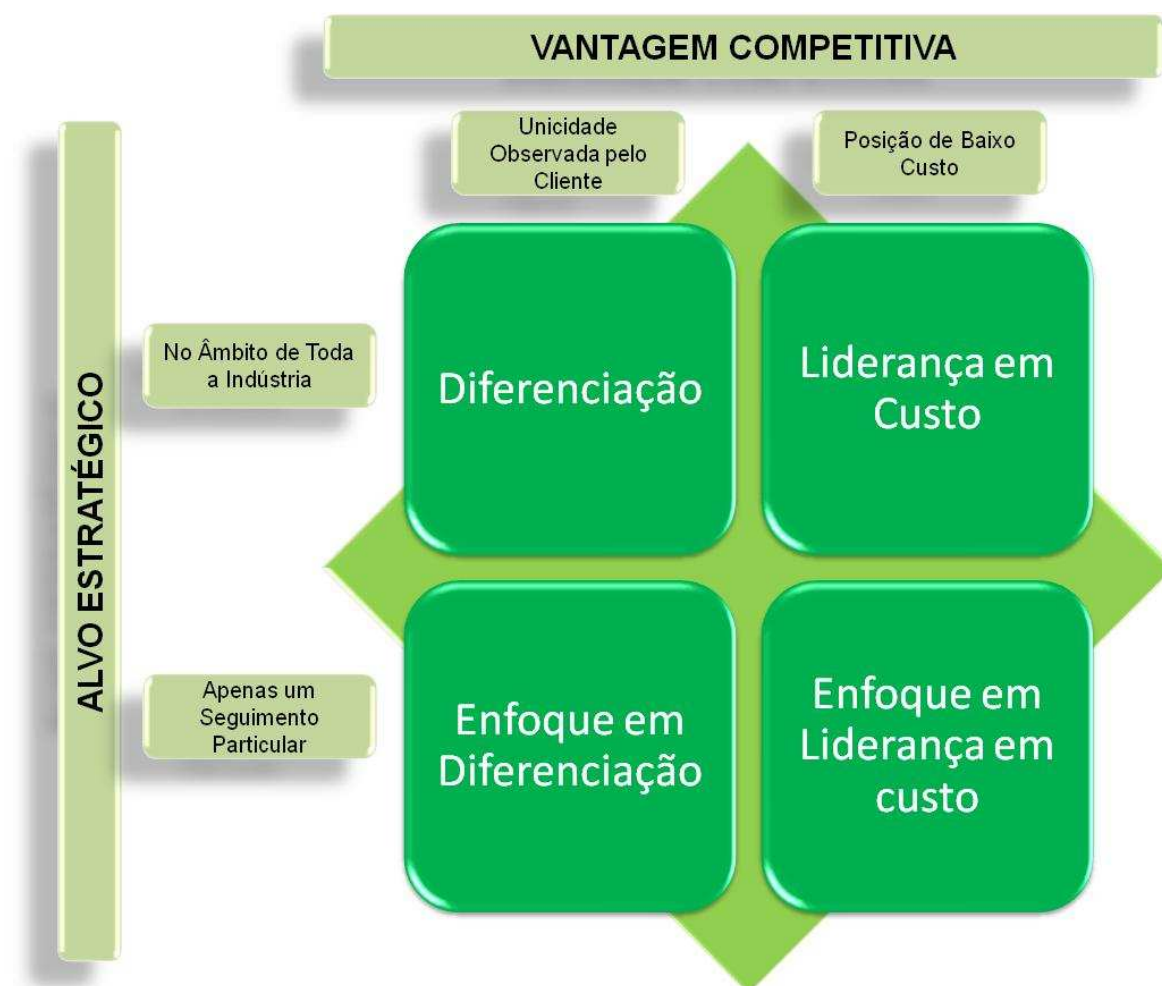 VANTAGEM COMPETITIVA
Unicidade
Observada pelo
Cliente
Posição de Baixo
Custo
ALVO ESTRATÉGICO
No Âmbito de Toda
a Indústria
Diferenciação
Liderança em
Custo
Apenas um
Seguimento
Particular
Enfoque em
Diferenciação
Enfoque em
Liderança em
custo